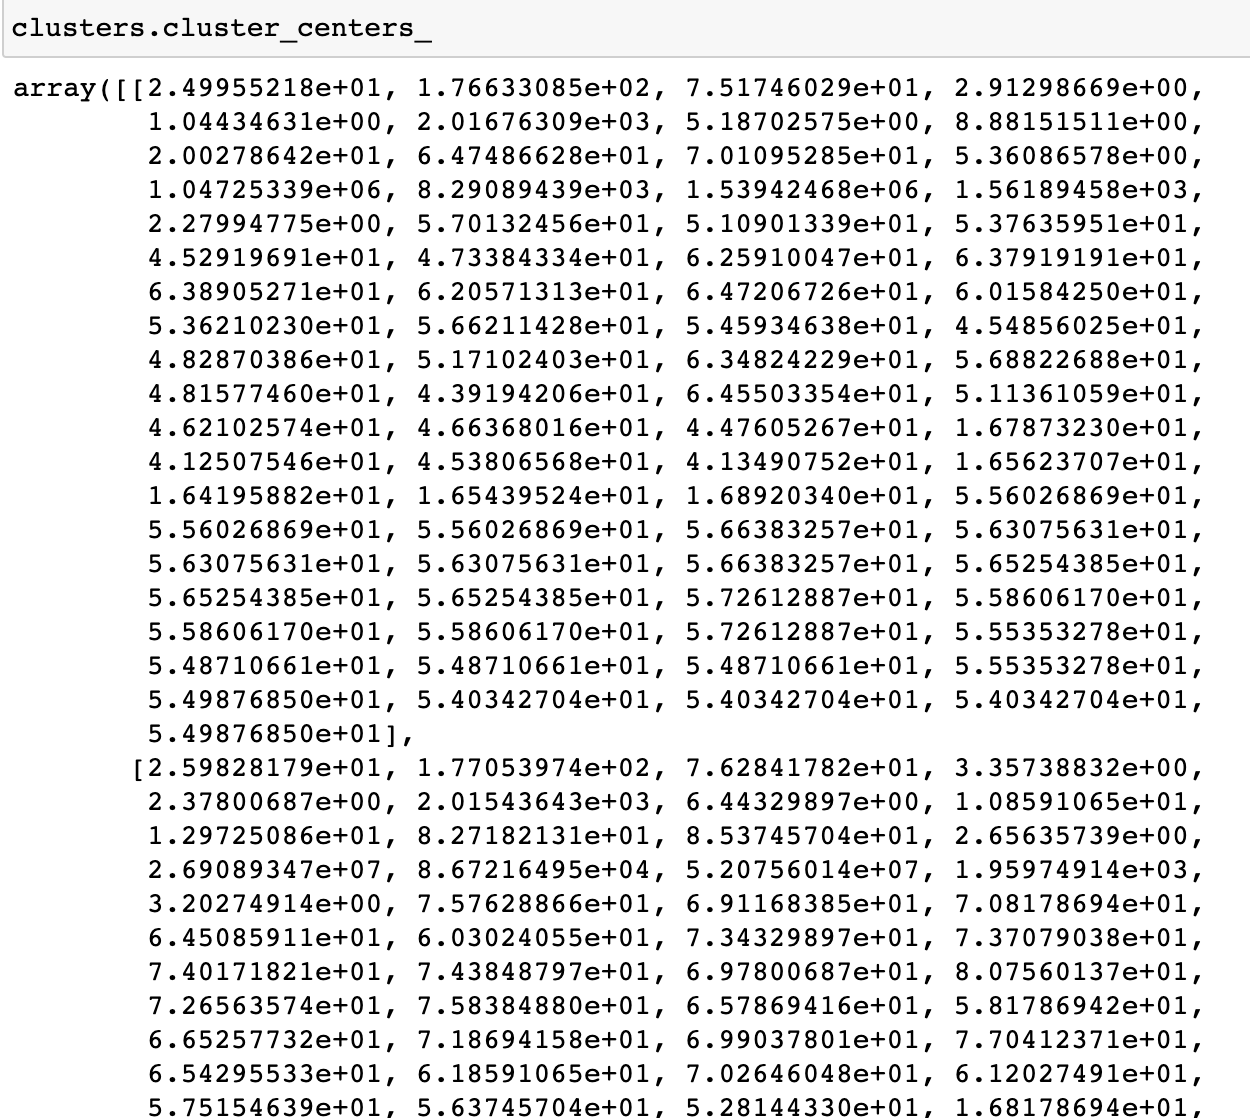 clusters.cluster_centers_
array([[2.49955218e+01, 1.76633085e+02, 7.51746029e+01, 2.91298669e+00,
1.04434631e+00, 2.01676309e+03, 5.18702575e+00, 8.88151511e+00,
2.00278642e+01, 6.47486628e+01, 7.01095285e+01, 5.36086578e+00,
1.04725339e+06, 8.29089439e+03, 1.53942468e+06, 1.56189458e+03,
2.27994775e+00, 5.70132456e+01, 5.10901339e+01, 5.37635951e+01,
4.52919691e+01, 4.73384334e+01, 6.25910047e+01, 6.37919191e+01,
6.38905271e+01, 6.20571313e+01, 6.47206726e+01, 6.01584250e+01,
5.36210230e+01, 5.66211428e+01, 5.45934638e+01, 4.54856025e+01,
4.82870386e+01, 5.17102403e+01, 6.34824229e+01, 5.68822688e+01,
4.81577460e+01, 4.39194206e+01, 6.45503354e+01, 5.11361059e+01,
4.62102574e+01, 4.66368016e+01, 4.47605267e+01, 1.67873230e+01,
4.12507546e+01, 4.53806568e+01, 4.13490752e+01, 1.65623707e+01,
1.64195882e+01, 1.65439524e+01, 1.68920340e+01, 5.56026869e+01,
5.56026869e+01, 5.56026869e+01, 5.66383257e+01, 5.63075631e+01,
5.63075631e+01, 5.63075631e+01, 5.66383257e+01, 5.65254385e+01,
5.65254385e+01, 5.65254385e+01, 5.72612887e+01, 5.58606170e+01,
5.58606170e+01, 5.58606170e+01, 5.72612887e+01, 5.55353278e+01,
5.48710661e+01, 5.48710661e+01, 5.48710661e+01, 5.55353278e+01,
5.49876850e+01, 5.40342704e+01, 5.40342704e+01, 5.40342704e+01,
5.49876850e+01],
[2.59828179e+01, 1.77053974e+02, 7.62841782e+01, 3.35738832e+00,
2.37800687e+00, 2.01543643e+03, 6.44329897e+00, 1.08591065e+01,
1.29725086e+01, 8.27182131e+01, 8.53745704e+01, 2.65635739e+00,
2.69089347e+07, 8.67216495e+04, 5.20756014e+07, 1.95974914e+03,
3.20274914e+00, 7.57628866e+01, 6.91168385e+01, 7.08178694e+01,
6.45085911e+01, 6.03024055e+01, 7.34329897e+01, 7.37079038e+01,
7.40171821e+01, 7.43848797e+01, 6.97800687e+01, 8.07560137e+01,
7.26563574e+01, 7.58384880e+01, 6.57869416e+01, 5.81786942e+01,
6.65257732e+01, 7.18694158e+01, 6.99037801e+01, 7.70412371e+01,
6.54295533e+01, 6.18591065e+01, 7.02646048e+01, 6.12027491e+01,
5.75154639e+01, 5.63745704e+01, 5.28144330e+01, 1.68178694e+01,